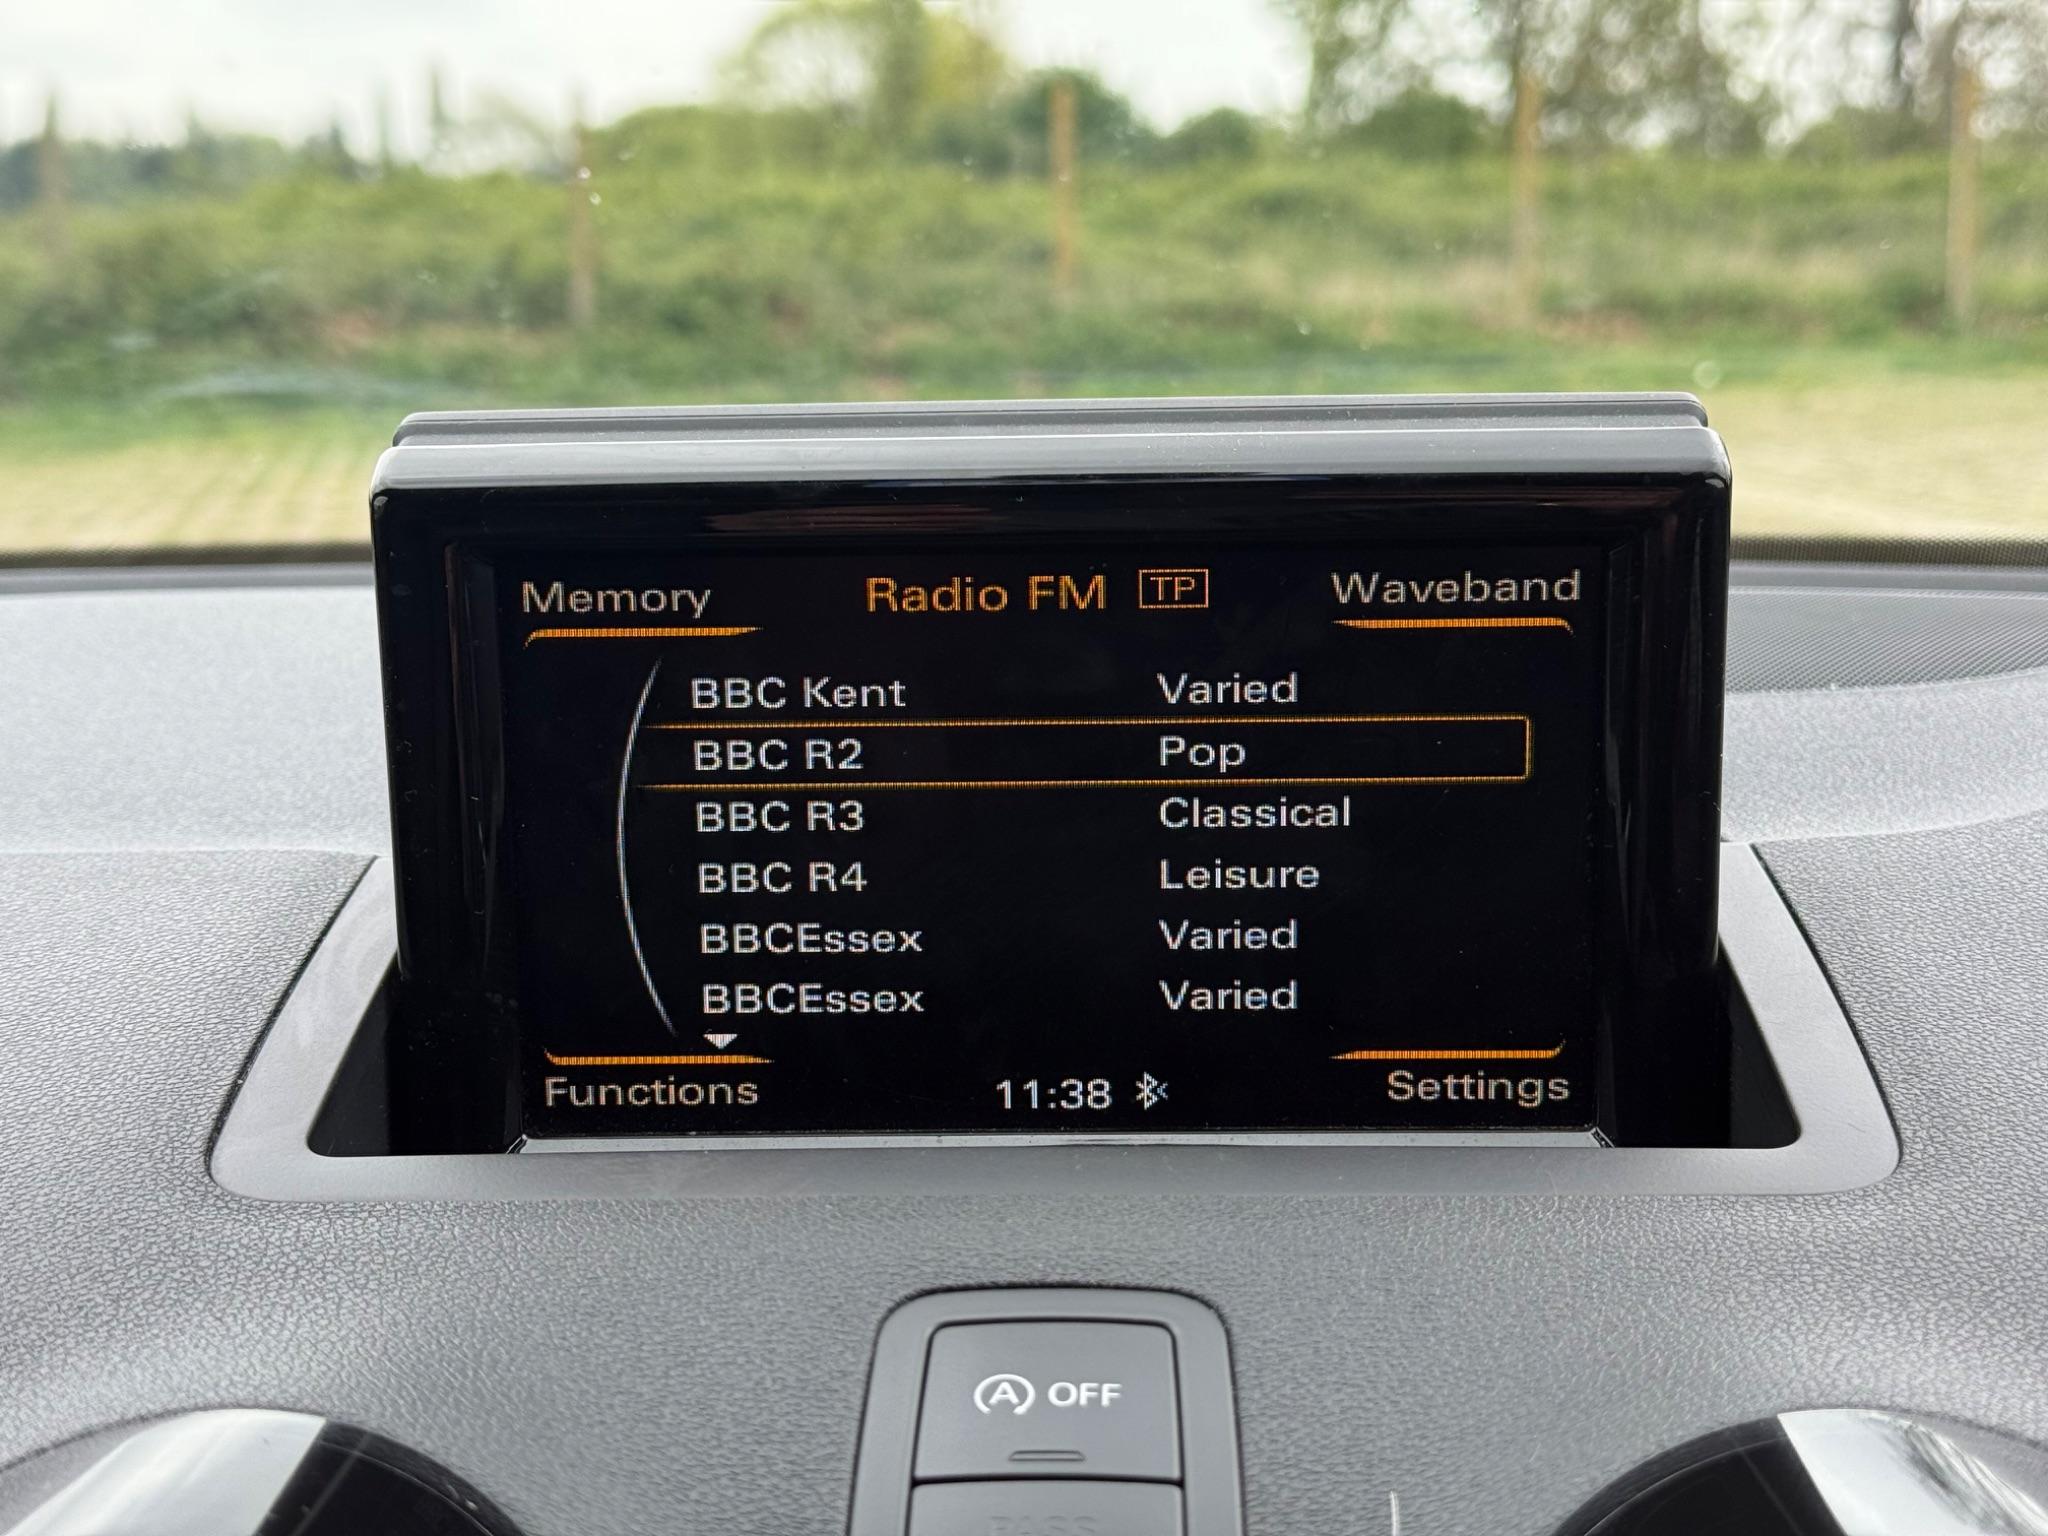 Memory Radio FM TP Waveband
BBC Kent Varied
BBC R2 Pop
BBC R3 Classical
BBC R4 Leisure
BBCEssex Varied
BBCEssex Varied
Functions 11:38 Settings
A OFF
PASS